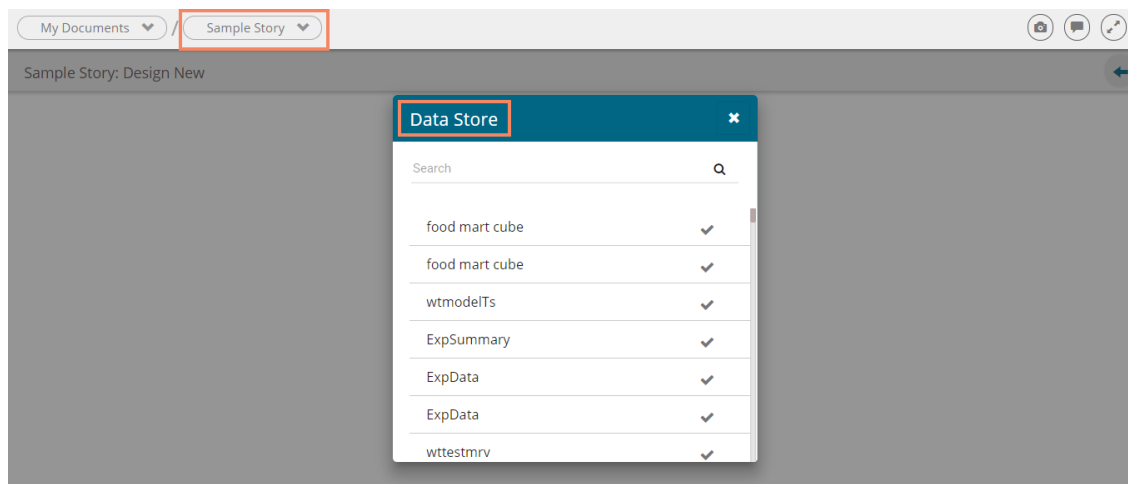 My Documents / Sample Story
Sample Story: Design New
Data Store
Search
food mart cube
food mart cube
wtmodelTs
ExpSummary
ExpData
ExpData
wttestmrv